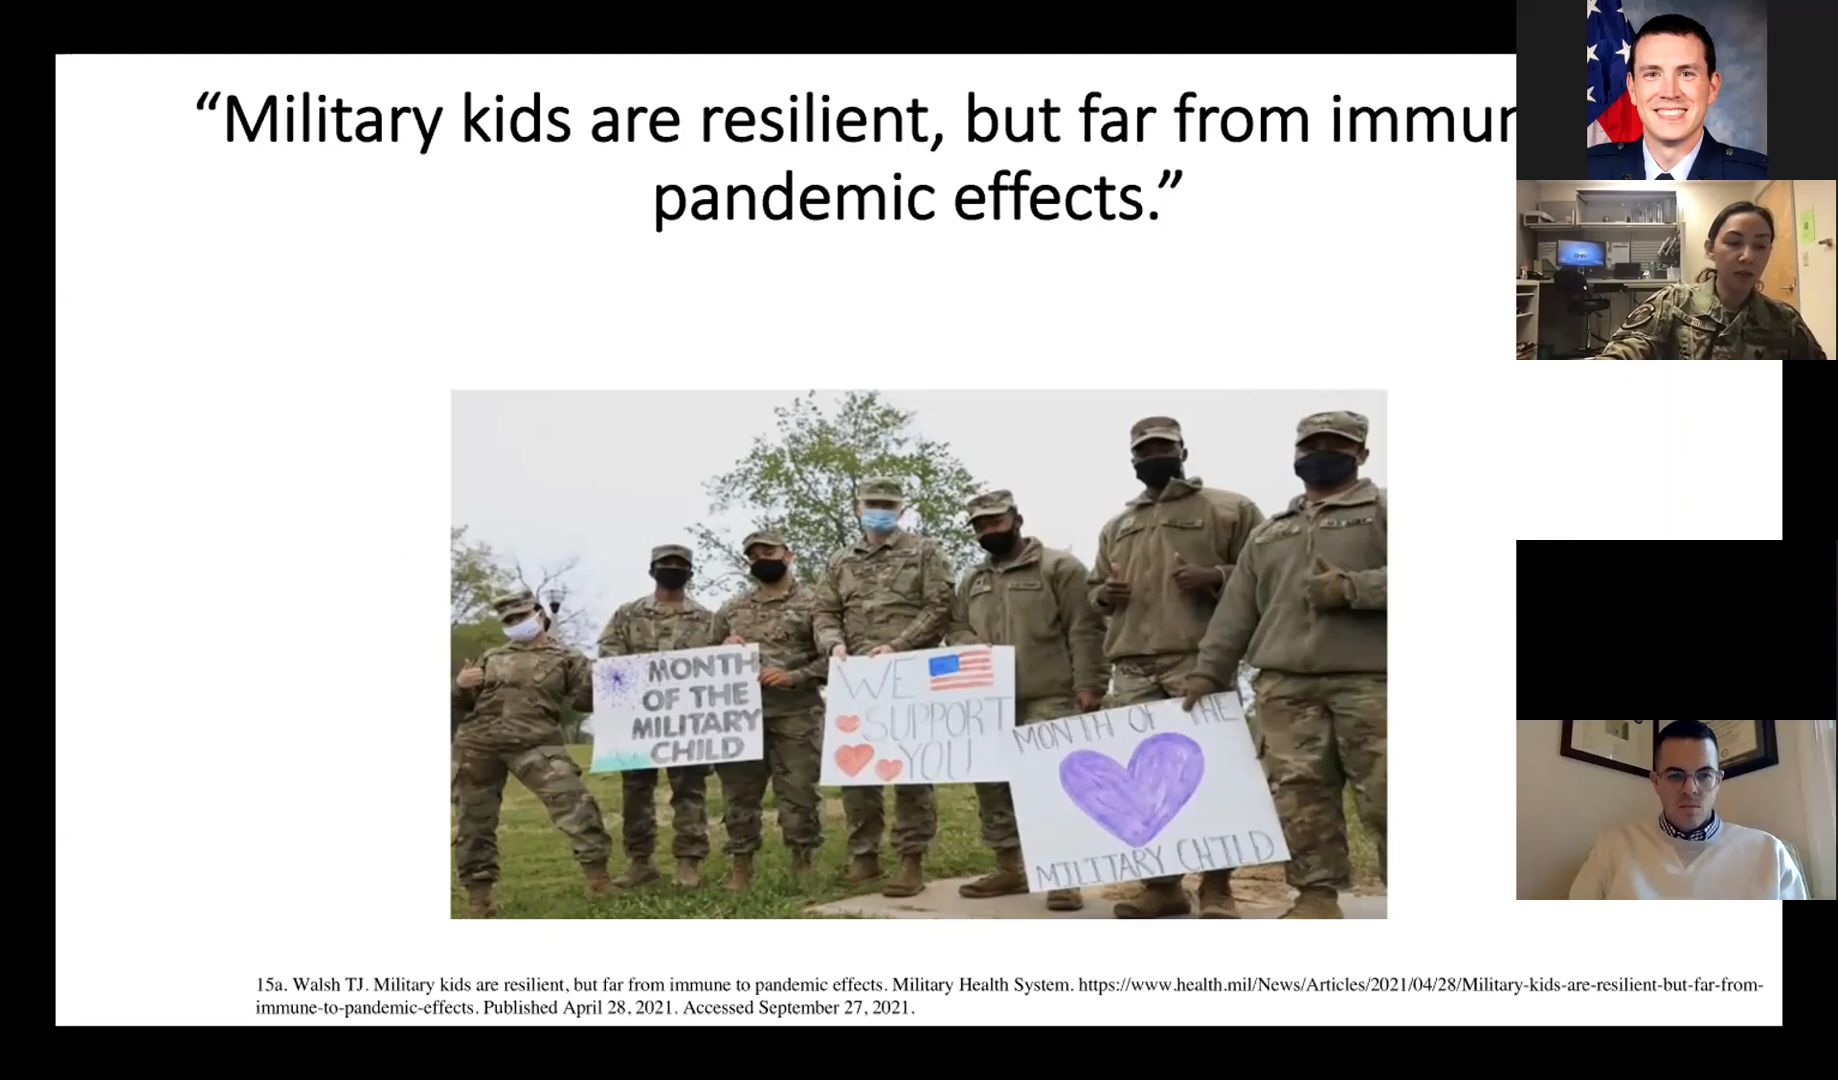 “Military kids are resilient, but far from immun
pandemic effects.”
MONTH
OF THE
MILITARY
CHILD
WE
SUPPORT
YOU
MONTH OF THE
MILITARY CHILD
15a. Walsh TJ. Military kids are resilient, but far from immune to pandemic effects. Military Health System. https://www.health.mil/News/Articles/2021/04/28/Military-kids-are-resilient-but-far-from-
immune-to-pandemic-effects. Published April 28, 2021. Accessed September 27, 2021.